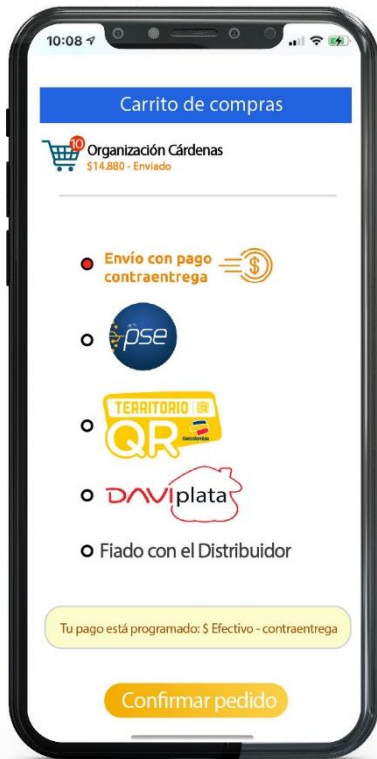 10:08
Carrito de compras
10
Organización Cárdenas
$14.880 - Enviado
Envío con pago
contraentrega
$
pse
TERRITORIO
QR
Bancolombia
DAVIplata
Fiado con el Distribuidor
Tu pago está programado: $ Efectivo - contraentrega
Confirmar pedido